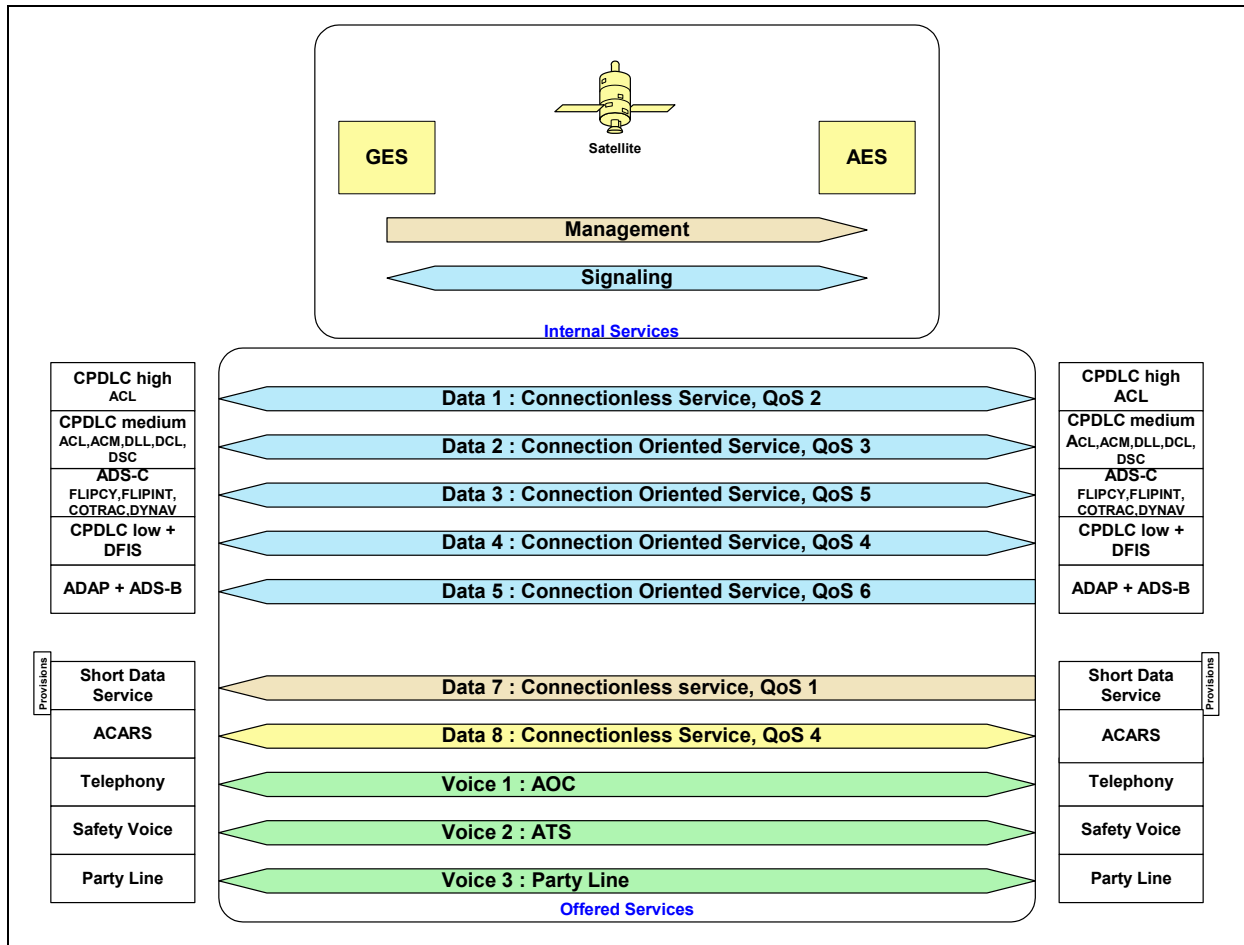 Satellite
GES
AES
Management
Signaling
Internal Services
CPDLC high
ACL
Data 1 : Connectionless Service, QoS 2
CPDLC high
ACL
CPDLC medium
ACL,ACM,DLL,DCL,
DSC
Data 2 : Connection Oriented Service, QoS 3
CPDLC medium
ACL,ACM,DLL,DCL,
DSC
ADS-C
FLIPCY,FLIPINT,
COTRAC,DYNAV
Data 3 : Connection Oriented Service, QoS 5
ADS-C
FLIPCY,FLIPINT,
COTRAC,DYNAV
CPDLC low +
DFIS
Data 4 : Connection Oriented Service, QoS 4
CPDLC low +
DFIS
ADAP + ADS-B
Data 5 : Connection Oriented Service, QoS 6
ADAP + ADS-B
Provisions
Short Data
Service
Data 7 : Connectionless service, QoS 1
Short Data
Service
Provisions
ACARS
Data 8 : Connectionless Service, QoS 4
ACARS
Telephony
Voice 1 : AOC
Telephony
Safety Voice
Voice 2 : ATS
Safety Voice
Party Line
Voice 3 : Party Line
Party Line
Offered Services